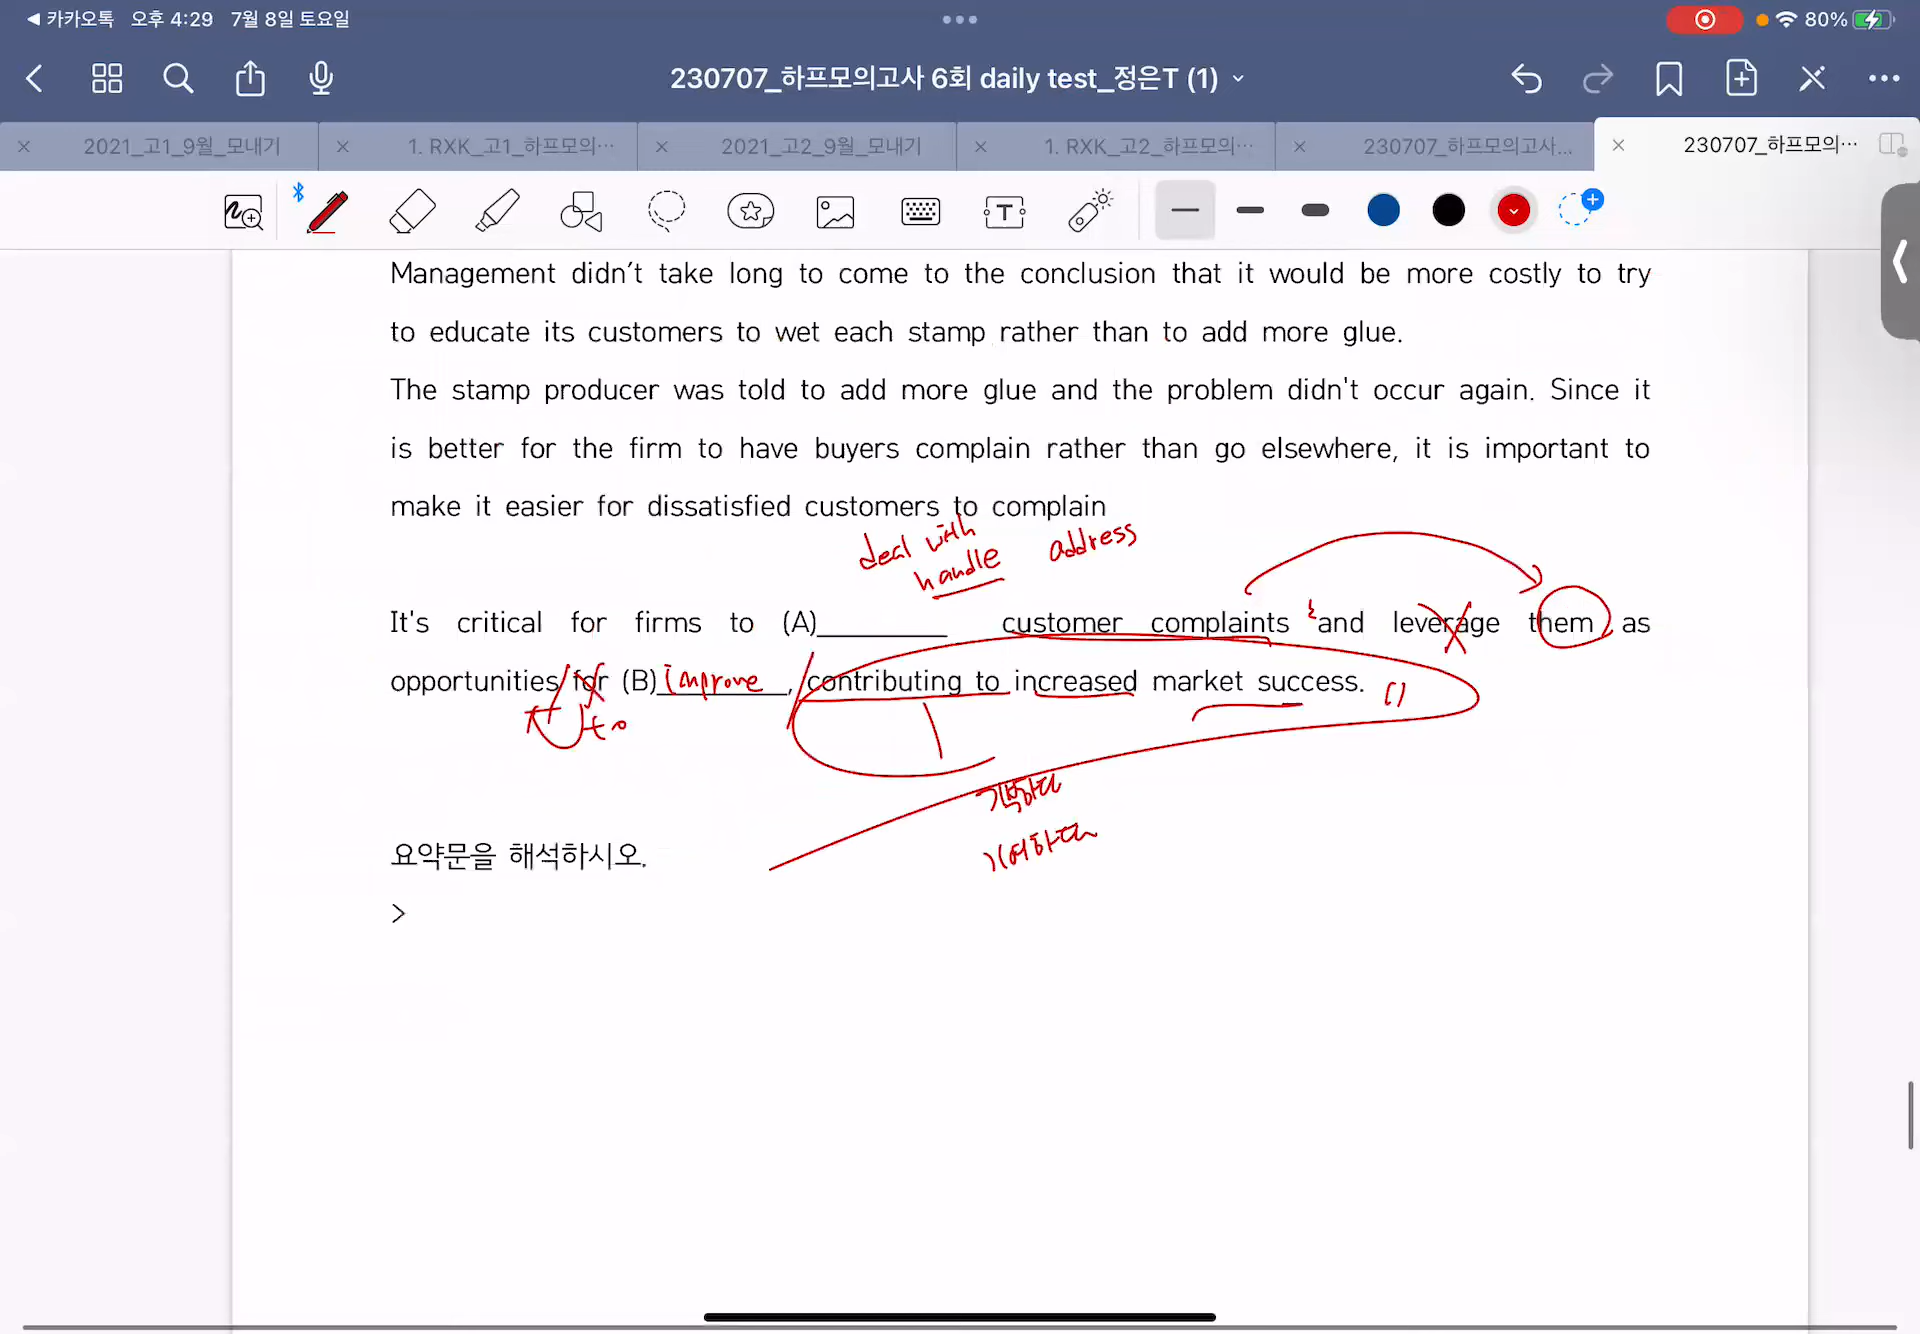 ◀ 카카오톡 오후 4:29 7월 8일 토요일
80%
230707_하프모의고사 6회 daily test_정은T (1)
2021_고1_9월_모내기
1. RXK_고1_하프모의…
2021_고2_9월_모내기
1. RXK_고2_하프모의…
230707_하프모의고사...
230707_하프모의…
T
Management didn't take long to come to the conclusion that it would be more costly to try
to educate its customers to wet each stamp rather than to add more glue.
The stamp producer was told to add more glue and the problem didn't occur again. Since it
is better for the firm to have buyers complain rather than go elsewhere, it is important to
make it easier for dissatisfied customers to complain
deal with address
handle
It's critical for firms to (A)________ customer complaints and leverage them as
opportunities for (B) improve, contributing to increased market success.
to
기여하다
요약문을 해석하시오.
>